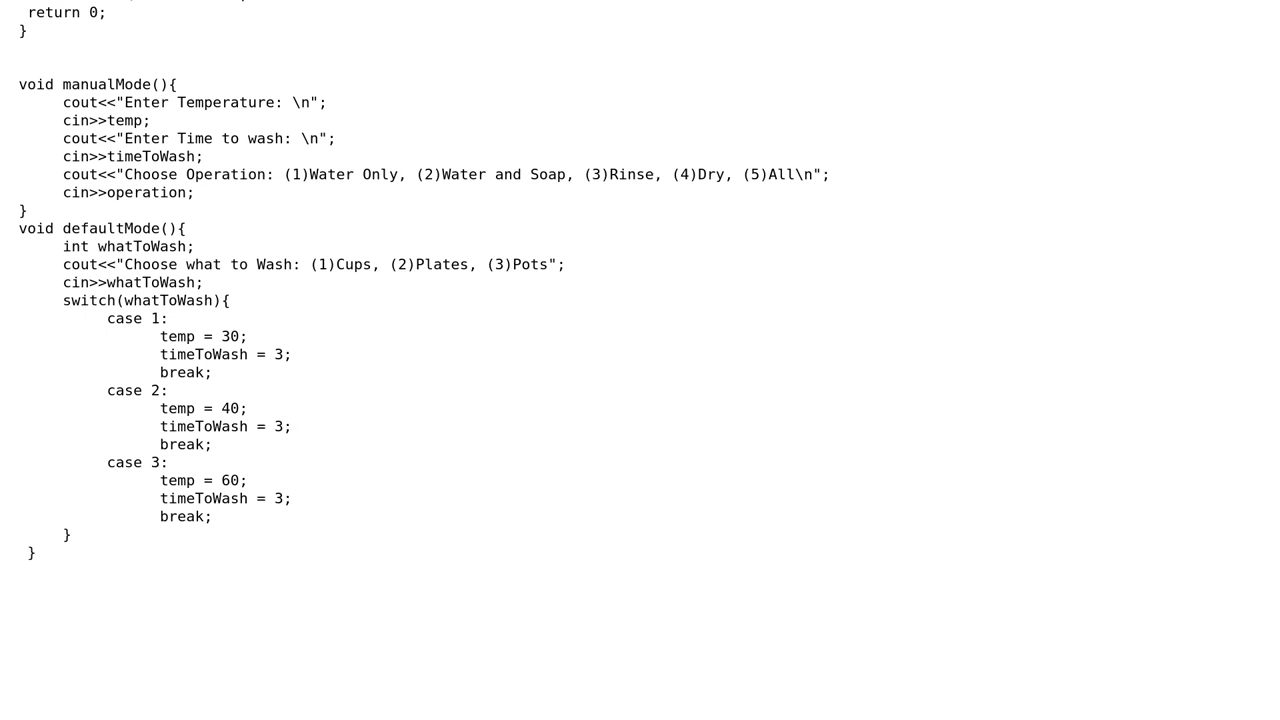 return 0;
}
void manualMode(){
cout<<"Enter Temperature: \n";
cin>>temp;
cout<<"Enter Time to wash: \n";
cin>>timeToWash;
cout<<"Choose Operation: (1)Water Only, (2)Water and Soap, (3)Rinse, (4)Dry, (5)All\n";
cin>>operation;
}
void defaultMode(){
int whatToWash;
cout<<"Choose what to Wash: (1)Cups, (2)Plates, (3)Pots";
cin>>whatToWash;
switch(whatToWash){
case 1:
temp = 30;
timeToWash = 3;
break;
case 2:
temp = 40;
timeToWash = 3;
break;
case 3:
temp = 60;
timeToWash = 3;
break;
}
}